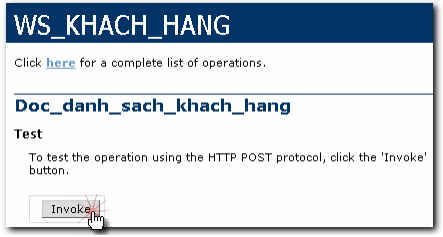 WS_KHACH_HANG
Click here for a complete list of operations.
Doc_danh_sach_khach_hang
Test
To test the operation using the HTTP POST protocol, click the 'Invoke'
button.
Invoke